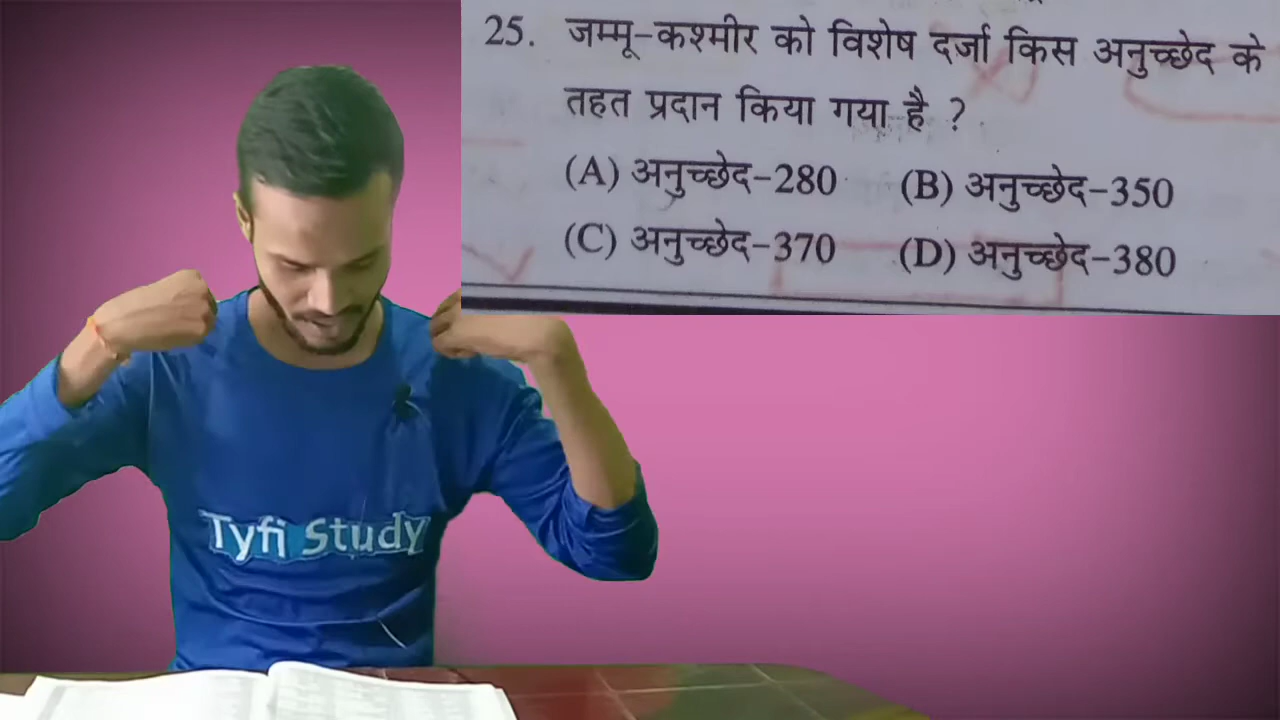 25. जम्मू-कश्मीर को विशेष दर्जा किस अनुच्छेद के
तहत प्रदान किया गया है ?
(A) अनुच्छेद-280 (B) अनुच्छेद-350
(C) अनुच्छेद-370 (D) अनुच्छेद-380
Tyfi Study